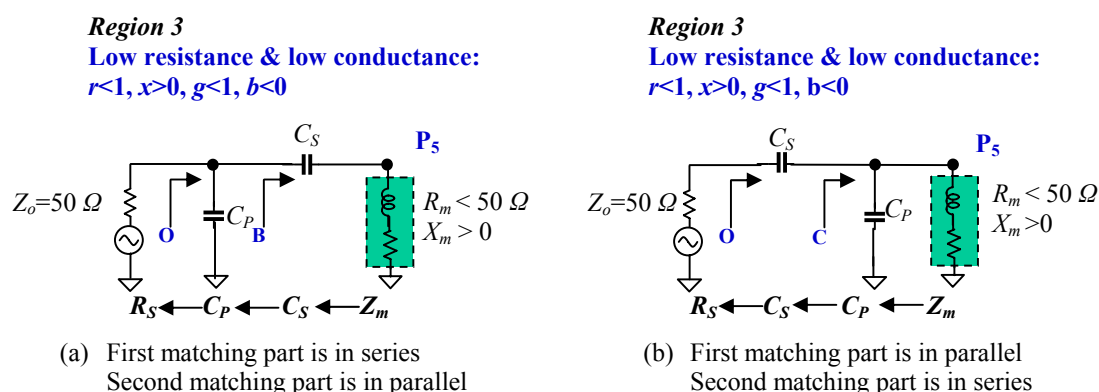 Region 3
Low resistance & low conductance:
r<1, x>0, g<1, b<0
C_S
P₅
Z_o=50 Ω
C_P
R_m < 50 Ω
X_m > 0
O
B
R_S ← C_P ← C_S ← Z_m
(a) First matching part is in series
Second matching part is in parallel
Region 3
Low resistance & low conductance:
r<1, x>0, g<1, b<0
C_S
P₅
Z_o=50 Ω
C_P
R_m < 50 Ω
X_m >0
O
C
R_S ← C_S ← C_P ← Z_m
(b) First matching part is in parallel
Second matching part is in series